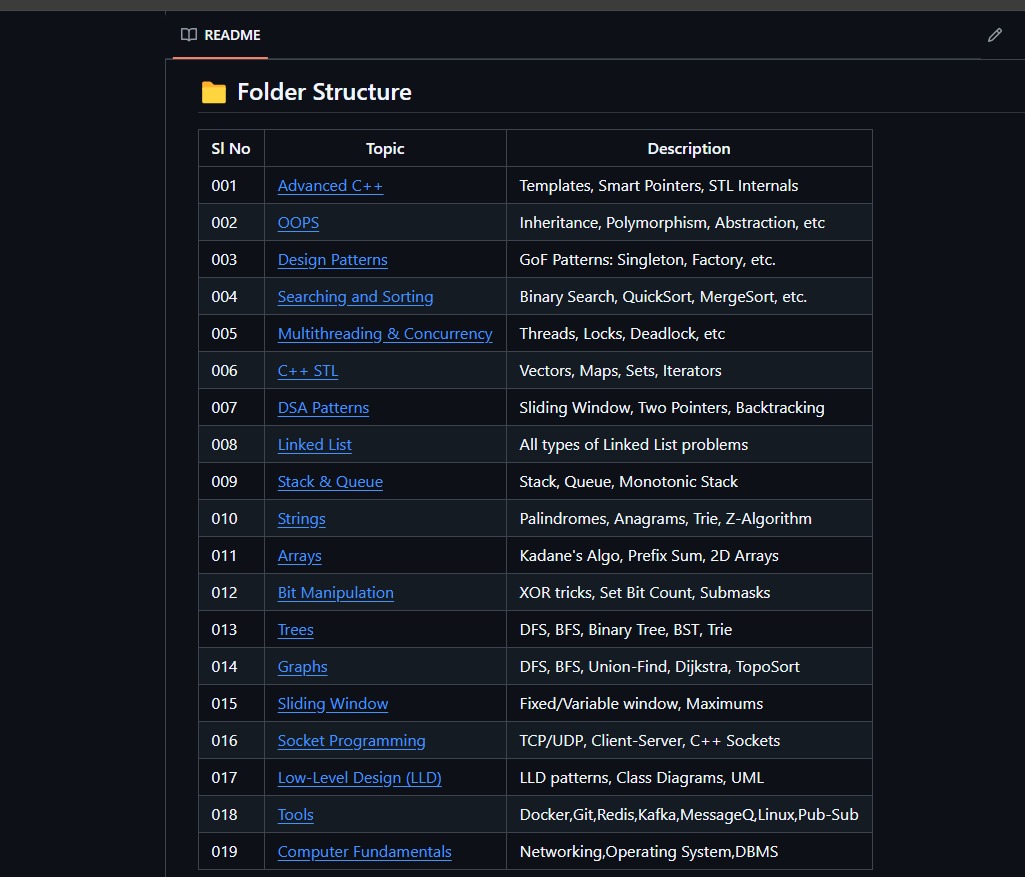 README
Folder Structure
Sl No Topic Description
001 Advanced C++ Templates, Smart Pointers, STL Internals
002 OOPS Inheritance, Polymorphism, Abstraction, etc
003 Design Patterns GoF Patterns: Singleton, Factory, etc.
004 Searching and Sorting Binary Search, QuickSort, MergeSort, etc.
005 Multithreading & Concurrency Threads, Locks, Deadlock, etc
006 C++ STL Vectors, Maps, Sets, Iterators
007 DSA Patterns Sliding Window, Two Pointers, Backtracking
008 Linked List All types of Linked List problems
009 Stack & Queue Stack, Queue, Monotonic Stack
010 Strings Palindromes, Anagrams, Trie, Z-Algorithm
011 Arrays Kadane's Algo, Prefix Sum, 2D Arrays
012 Bit Manipulation XOR tricks, Set Bit Count, Submasks
013 Trees DFS, BFS, Binary Tree, BST, Trie
014 Graphs DFS, BFS, Union-Find, Dijkstra, TopoSort
015 Sliding Window Fixed/Variable window, Maximums
016 Socket Programming TCP/UDP, Client-Server, C++ Sockets
017 Low-Level Design (LLD) LLD patterns, Class Diagrams, UML
018 Tools Docker,Git,Redis,Kafka,MessageQ,Linux,Pub-Sub
019 Computer Fundamentals Networking,Operating System,DBMS